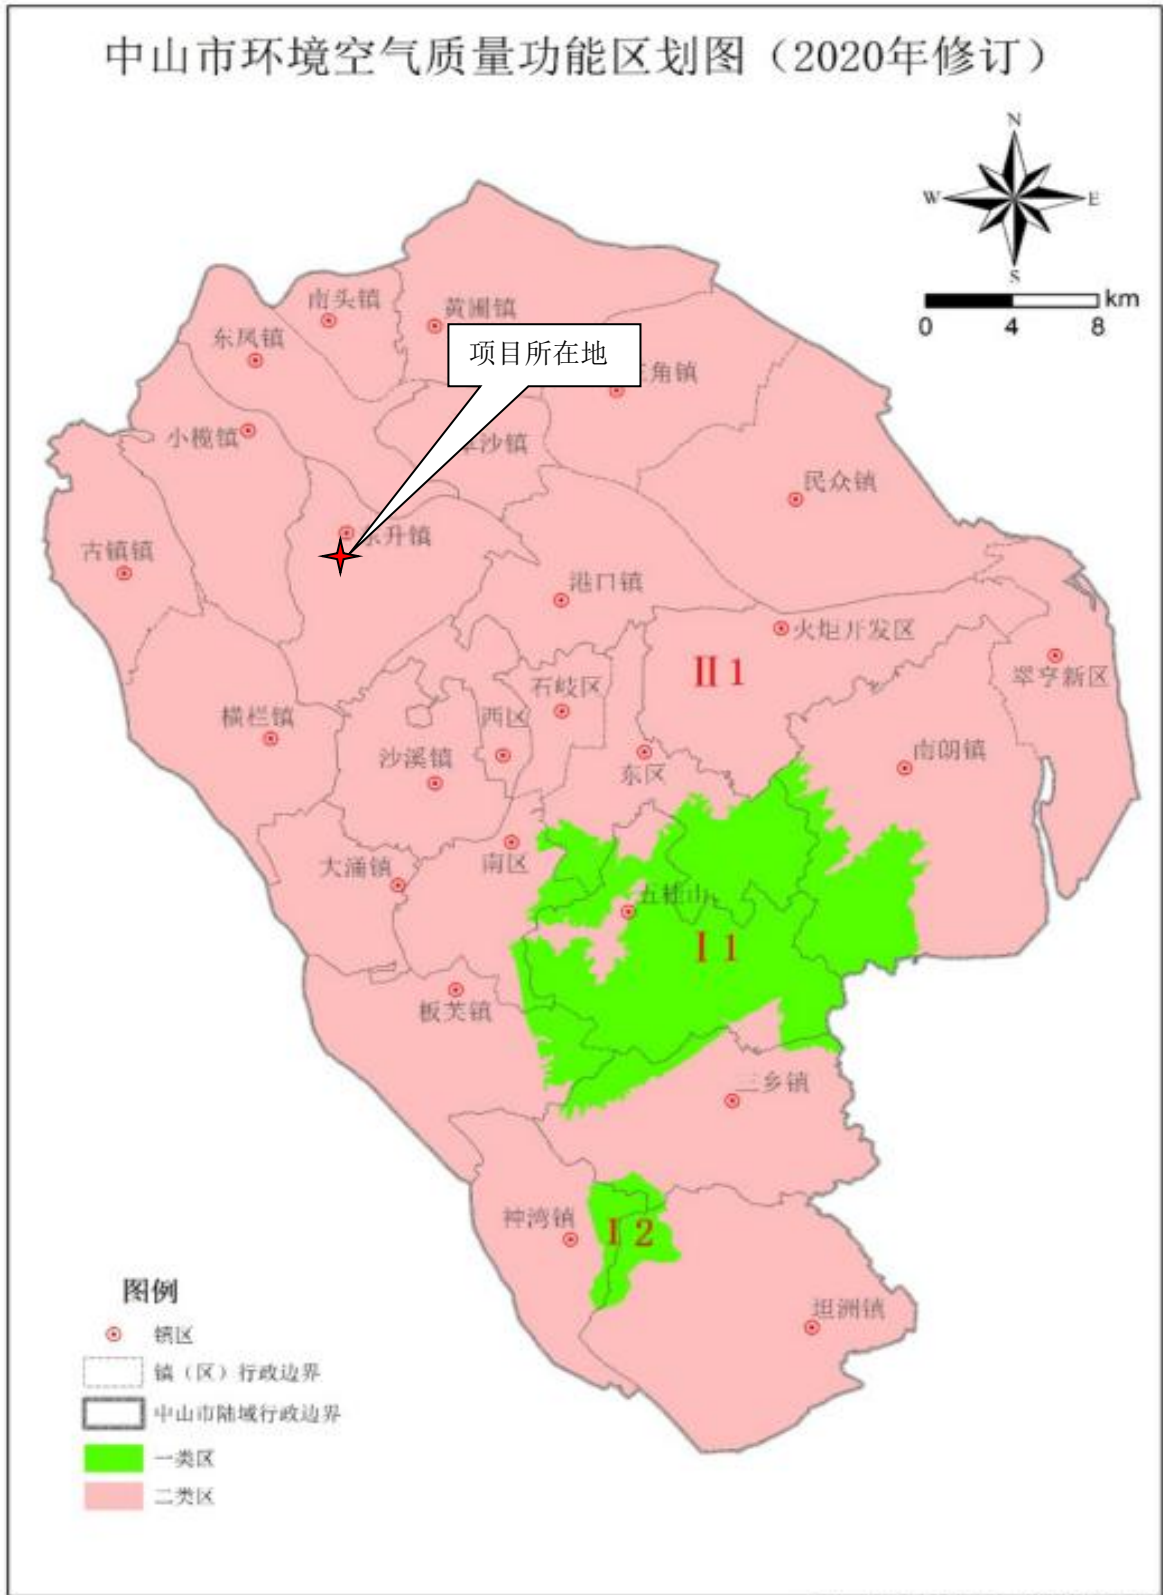 中山市环境空气质量功能区划图（2020年修订）
N
W
E
S
km
0 4 8
南头镇
黄圃镇
东凤镇
项目所在地
三角镇
小榄镇
沙镇
民众镇
东升镇
古镇镇
港口镇
火炬开发区
II 1
翠亨新区
石岐区
横栏镇
西区
沙溪镇
东区
南朗镇
大涌镇
南区
五桂山
I 1
板芙镇
三乡镇
神湾镇
I 2
坦洲镇
图例
镇区
镇（区）行政边界
中山市陆域行政边界
一类区
二类区